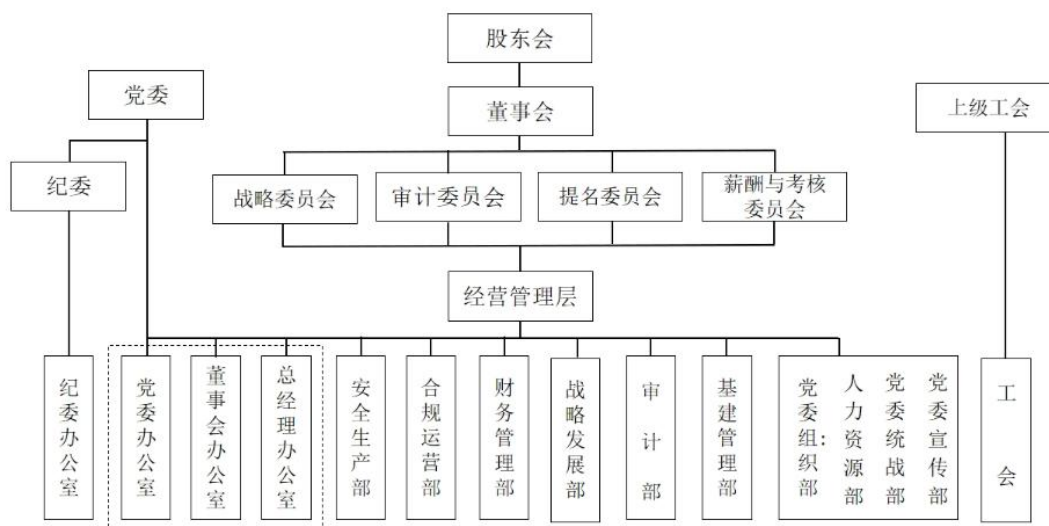 股东会
党委
董事会
上级工会
纪委
战略委员会
审计委员会
提名委员会
薪酬与考核
委员会
经营管理层
纪委办公室
党委办公室
董事会办公室
总经理办公室
安全生产部
合规运营部
财务管理部
战略发展部
审计部
基建管理部
党委组织部:
人力资源部
党委统战部
党委宣传部
工会